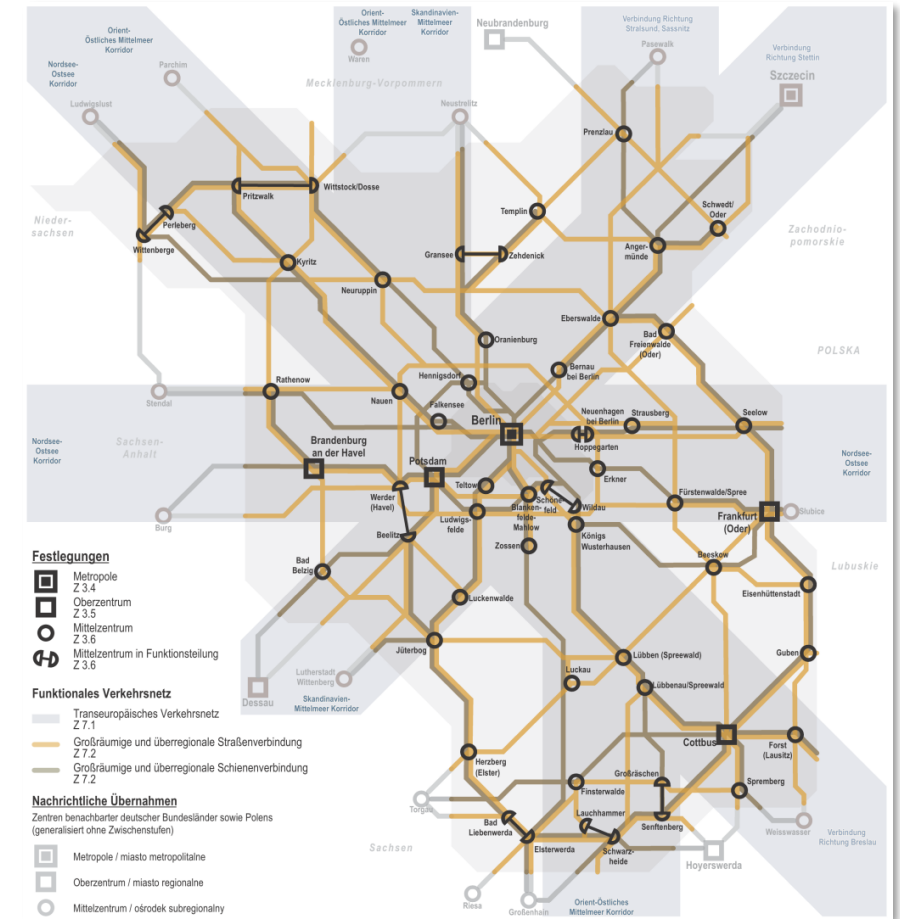 Orient-
Östliches Mittelmeer
Korridor
Skandinavien-
Mittelmeer
Korridor
Neubrandenburg
Verbindung Richtung
Stralsund, Sassnitz
Orient-
Östliches Mittelmeer
Korridor
Waren
Pasewalk
Verbindung
Richtung Stettin
Nordsee-
Ostsee
Korridor
Parchim
Mecklenburg-Vorpommern
Szczecin
Ludwigslust
Neustrelitz
Prenzlau
Pritzwalk
Wittstock/Dosse
Templin
Schwedt/
Oder
Nieder-
sachsen
Perleberg
Wittenberge
Zachodnio-
pomorskie
Anger-
münde
Gransee
Zehdenick
Kyritz
Neuruppin
Eberswalde
Bad
Freienwalde
(Oder)
Oranienburg
POLSKA
Bernau
bei Berlin
Hennigsdorf
Rathenow
Nauen
Stendal
Falkensee
Berlin
Neuenhagen
bei Berlin
Strausberg
Seelow
Hoppegarten
Nordsee-
Ostsee
Korridor
Sachsen-
Anhalt
Brandenburg
an der Havel
Potsdam
Nordsee-
Ostsee
Korridor
Erkner
Teltow
Werder
(Havel)
Schöne-
feld
Blanken-
felde-
Mahlow
Wildau
Fürstenwalde/Spree
Frankfurt
(Oder)
Słubice
Burg
Ludwigs-
felde
Beelitz
Zossen
Königs
Wusterhausen
Beeskow
Lubuskie
Bad
Belzig
Eisenhüttenstadt
Luckenwalde
Jüterbog
Guben
Lübben (Spreewald)
Luckau
Lübbenau/Spreewald
Lutherstadt
Wittenberg
Dessau
Skandinavien-
Mittelmeer Korridor
Cottbus
Forst
(Lausitz)
Herzberg
(Elster)
Großräschen
Finsterwalde
Spremberg
Torgau
Lauchhammer
Bad
Liebenwerda
Senftenberg
Weisswasser
Elsterwerda
Schwarz-
heide
Verbindung
Richtung Breslau
Sachsen
Hoyerswerda
Riesa
Großenhain
Orient-Östliches
Mittelmeer Korridor
Festlegungen
Metropole
Z 3.4
Oberzentrum
Z 3.5
Mittelzentrum
Z 3.6
Mittelzentrum in Funktionsteilung
Z 3.6
Funktionales Verkehrsnetz
Transeuropäisches Verkehrsnetz
Z 7.1
Großräumige und überregionale Straßenverbindung
Z 7.2
Großräumige und überregionale Schienenverbindung
Z 7.2
Nachrichtliche Übernahmen
Zentren benachbarter deutscher Bundesländer sowie Polens
(generalisiert ohne Zwischenstufen)
Metropole / miasto metropolitalne
Oberzentrum / miasto regionalne
Mittelzentrum / ośrodek subregionalny